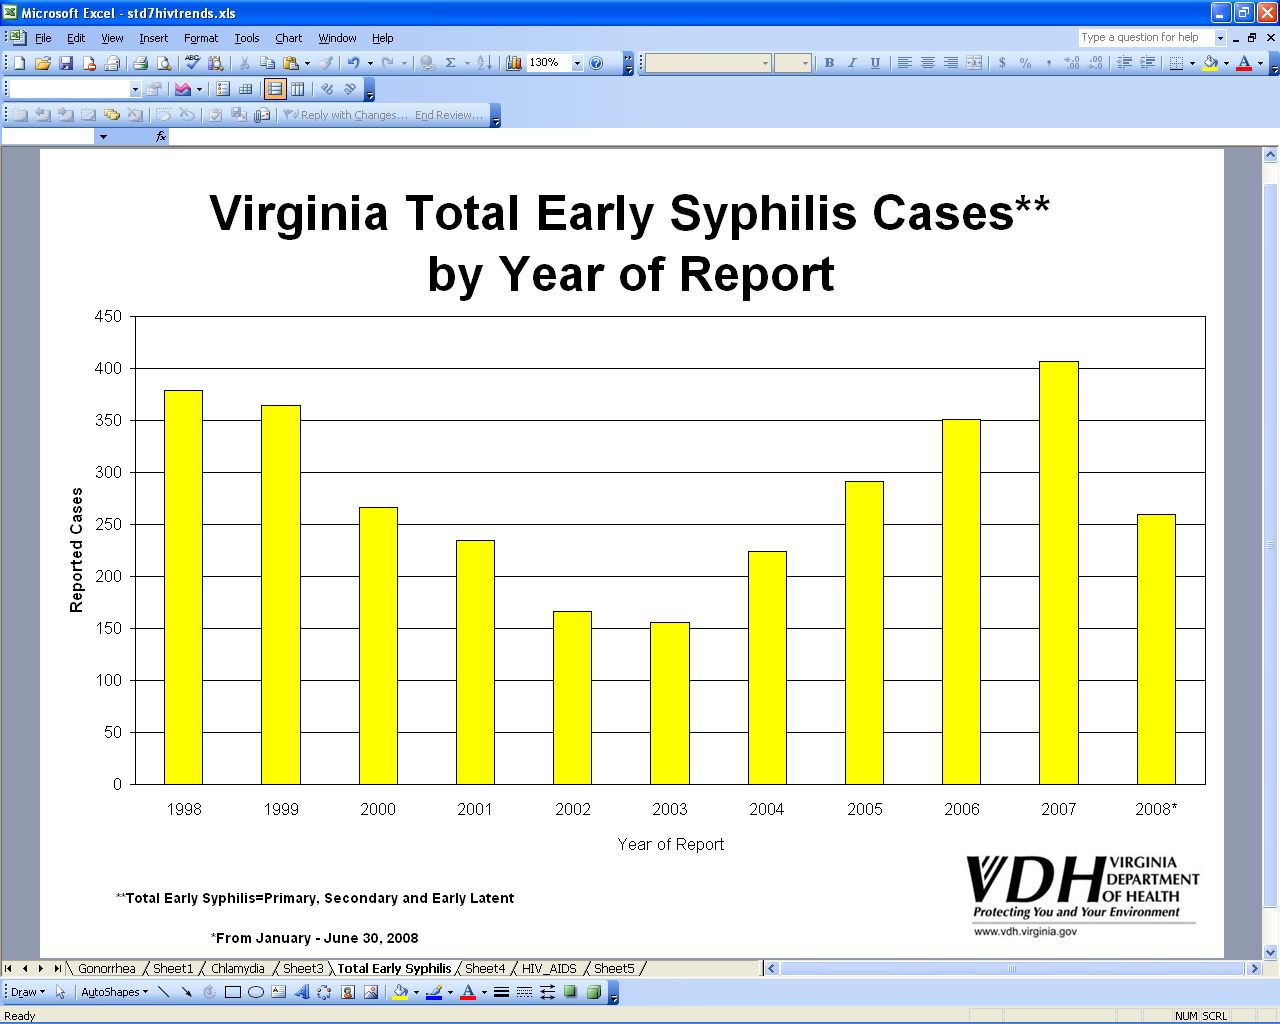 Microsoft Excel - std7hivtrends.xls
File Edit View Insert Format Tools Chart Window Help
Type a question for help
130%
Reply with Changes... End Review...
fx
Virginia Total Early Syphilis Cases**
by Year of Report
450
400
350
300
250
200
150
100
50
0
Reported Cases
1998 1999 2000 2001 2002 2003 2004 2005 2006 2007 2008*
Year of Report
**Total Early Syphilis=Primary, Secondary and Early Latent
*From January - June 30, 2008
VDH VIRGINIA
DEPARTMENT
OF HEALTH
Protecting You and Your Environment
www.vdh.virginia.gov
Gonorrhea Sheet1 Chlamydia Sheet3 Total Early Syphilis Sheet4 HIV_AIDS Sheet5
Draw AutoShapes
Ready
NUM SCRL